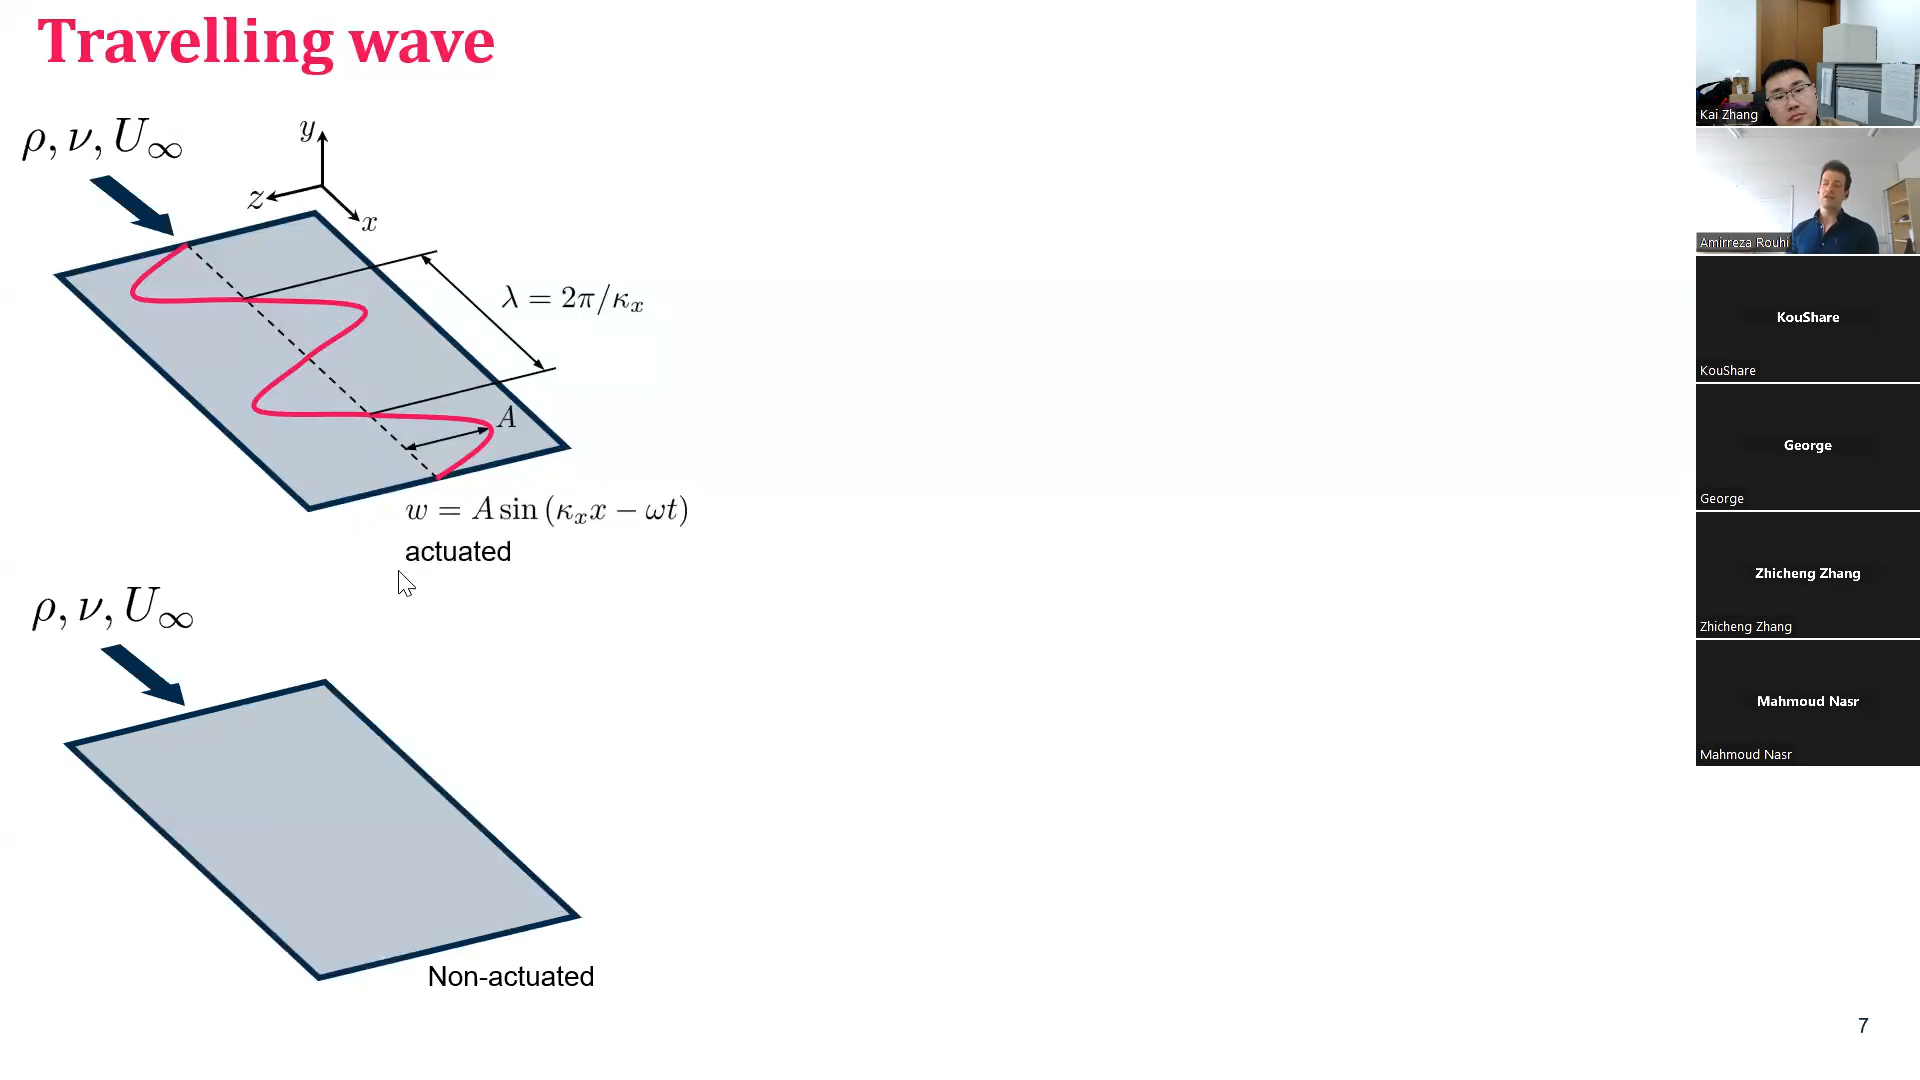 Travelling wave
ρ, ν, U∞
y
z
x
λ = 2π/κₓ
A
w = A sin (κₓx − ωt)
actuated
ρ, ν, U∞
Non-actuated
7
Kai Zhang
Amirreza Rouhi
KouShare
KouShare
George
George
Zhicheng Zhang
Zhicheng Zhang
Mahmoud Nasr
Mahmoud Nasr